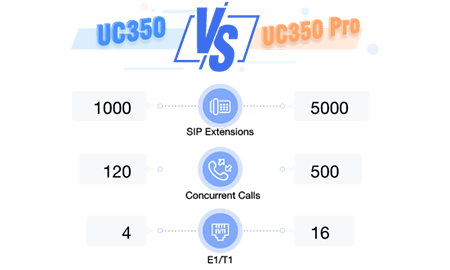 UC350 VS UC350 Pro
1000 5000
SIP Extensions
120 500
Concurrent Calls
4 16
E1/T1